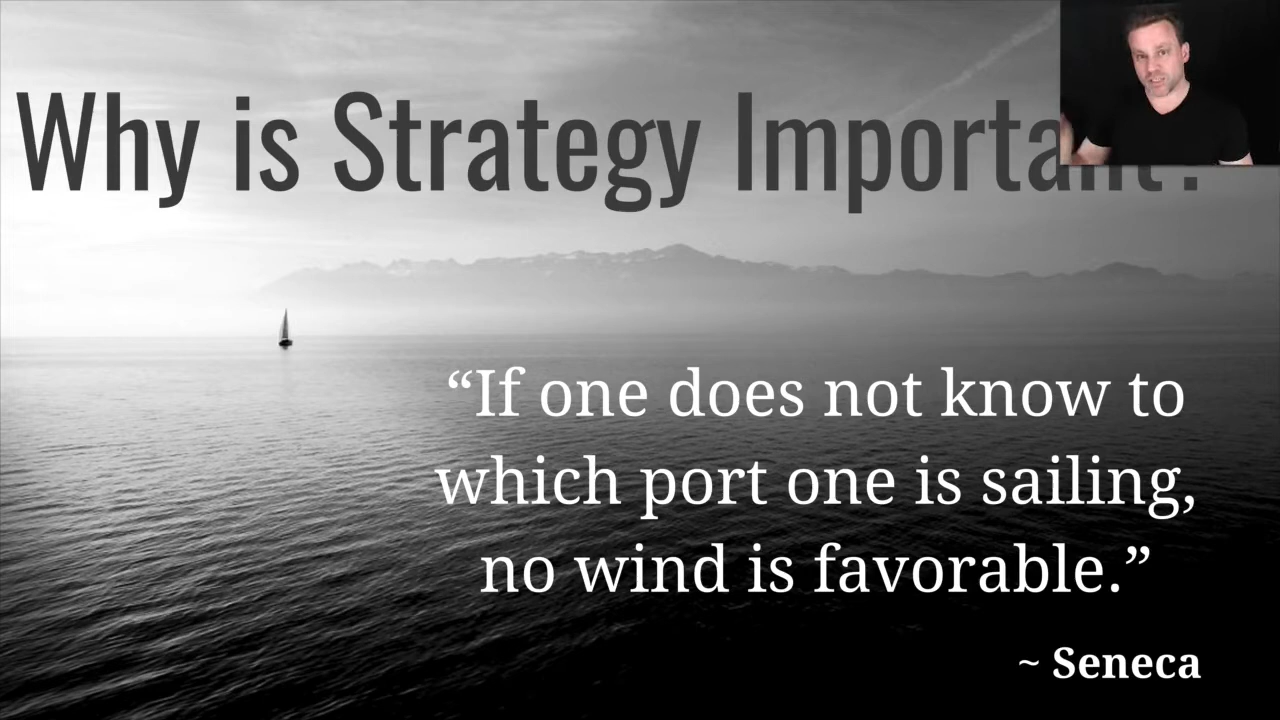 Why is Strategy Important?
“If one does not know to
which port one is sailing,
no wind is favorable.”
~ Seneca